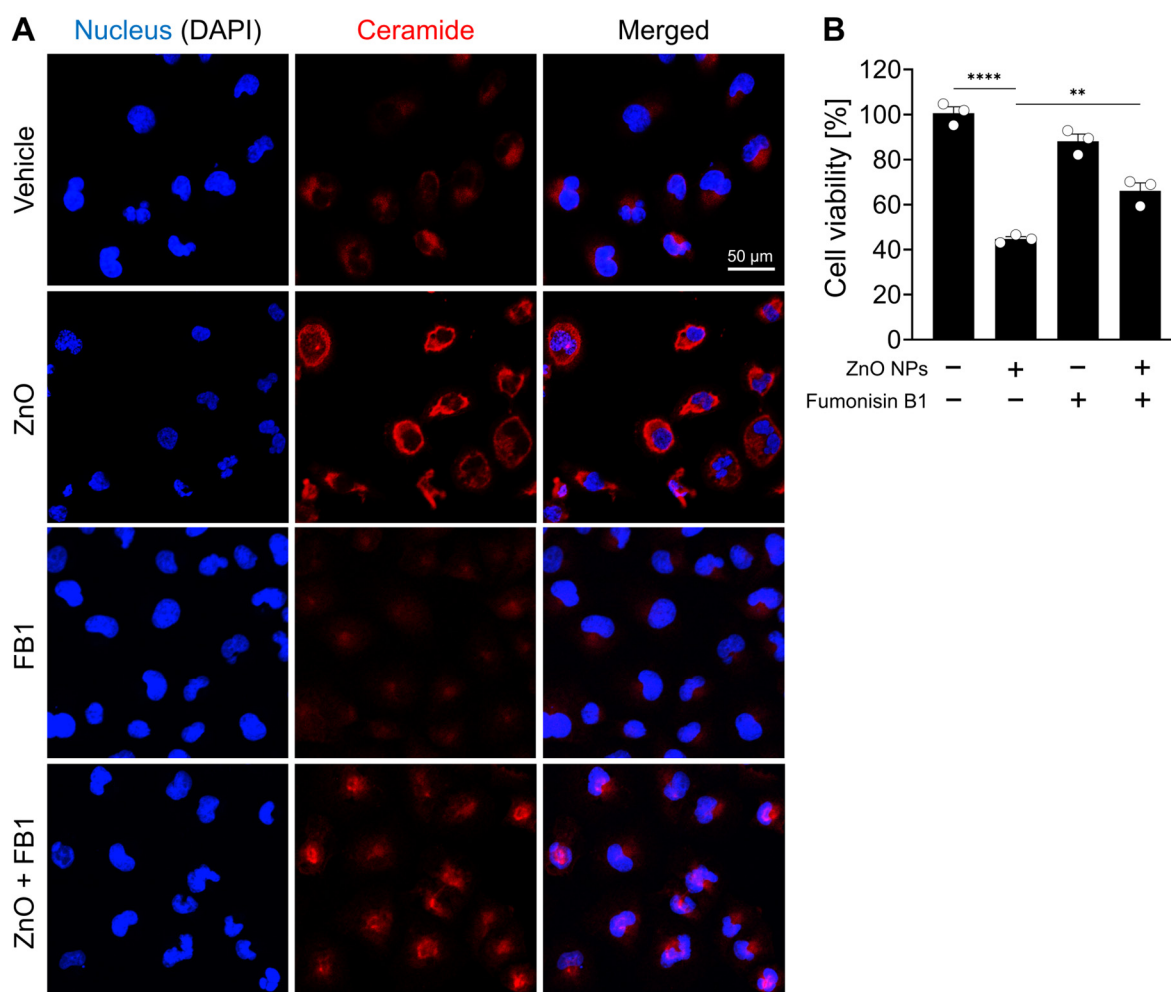 A
Nucleus (DAPI) Ceramide Merged
Vehicle
50 µm
ZnO
FB1
ZnO + FB1
B
Cell viability [%]
120
100
80
60
40
20
0
**** **
ZnO NPs − + − +
Fumonisin B1 − − + +